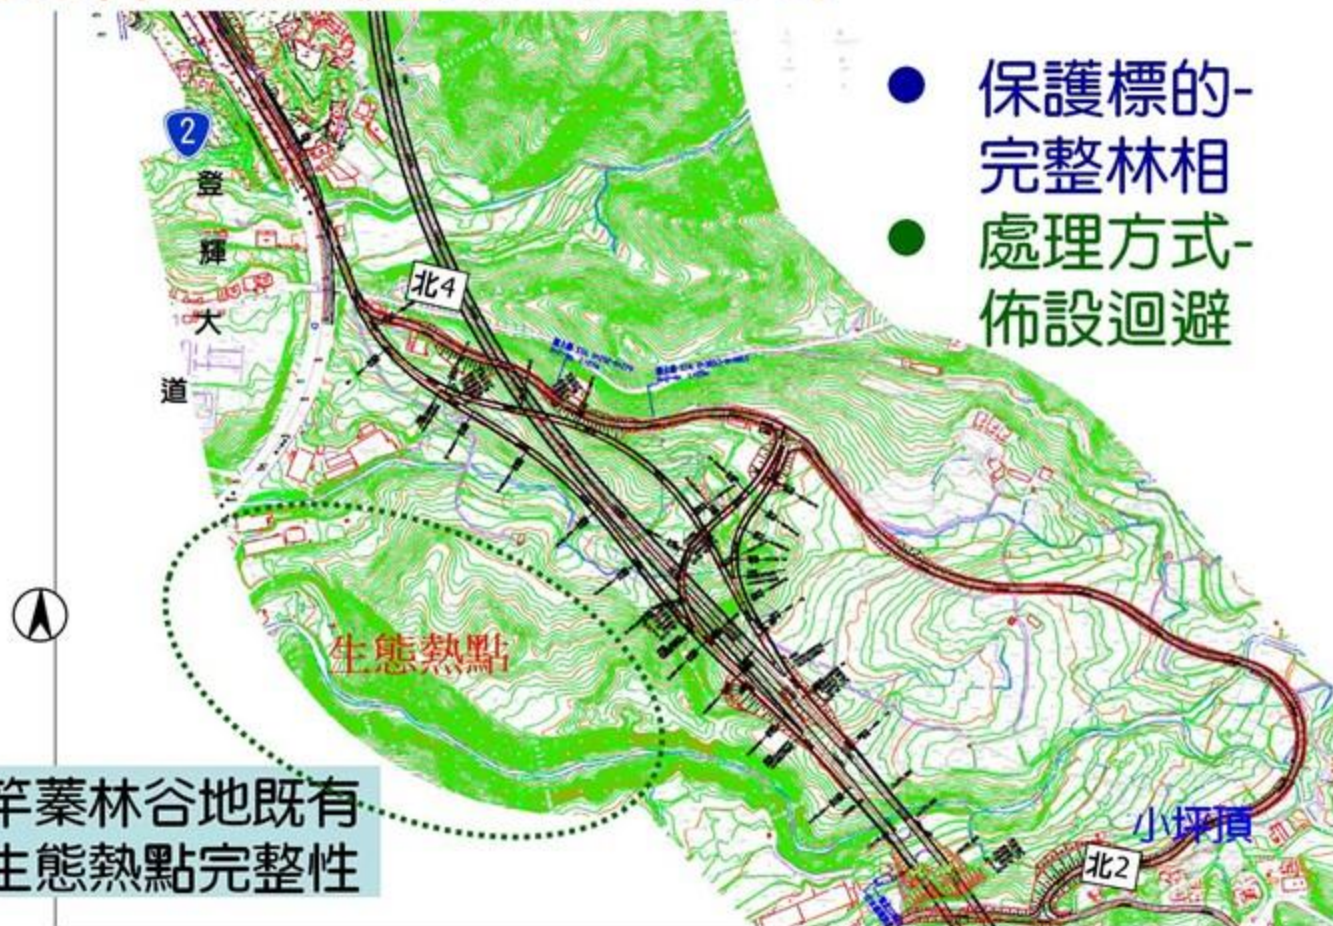 保護標的-
完整林相
處理方式-
佈設迴避
2
登
輝
大
道
北4
生態熱點
竿蓁林谷地既有
生態熱點完整性
小坪頂
北2